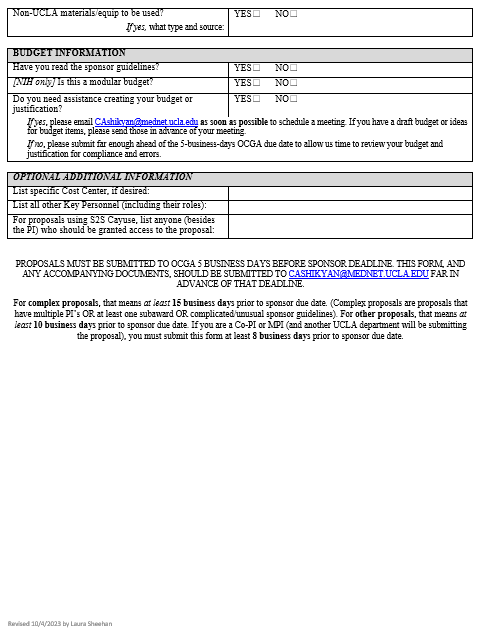 Non-UCLA materials/equip to be used? YES☐ NO☐
If yes, what type and source:
BUDGET INFORMATION
Have you read the sponsor guidelines? YES☐ NO☐
[NIH only] Is this a modular budget? YES☐ NO☐
Do you need assistance creating your budget or YES☐ NO☐
justification?
If yes, please email CAshikyan@mednet.ucla.edu as soon as possible to schedule a meeting. If you have a draft budget or ideas
for budget items, please send those in advance of your meeting.
If no, please submit far enough ahead of the 5-business-days OCGA due date to allow us time to review your budget and
justification for compliance and errors.
OPTIONAL ADDITIONAL INFORMATION
List specific Cost Center, if desired:
List all other Key Personnel (including their roles):
For proposals using S2S Cayuse, list anyone (besides
the PI) who should be granted access to the proposal:
PROPOSALS MUST BE SUBMITTED TO OCGA 5 BUSINESS DAYS BEFORE SPONSOR DEADLINE. THIS FORM, AND
ANY ACCOMPANYING DOCUMENTS, SHOULD BE SUBMITTED TO CASHIKYAN@MEDNET.UCLA.EDU FAR IN
ADVANCE OF THAT DEADLINE.
For complex proposals, that means at least 15 business days prior to sponsor due date. (Complex proposals are proposals that
have multiple PI's OR at least one subaward OR complicated/unusual sponsor guidelines). For other proposals, that means at
least 10 business days prior to sponsor due date. If you are a Co-PI or MPI (and another UCLA department will be submitting
the proposal), you must submit this form at least 8 business days prior to sponsor due date.
Revised 10/4/2023 by Laura Sheehan